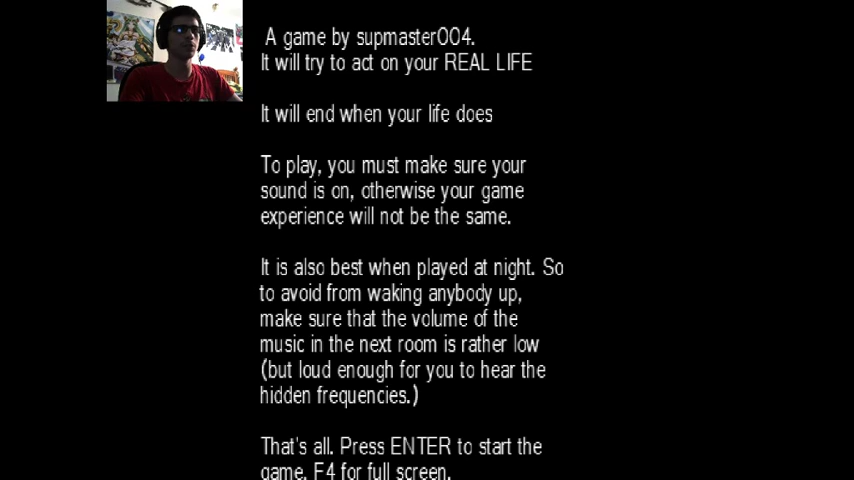 A game by supmaster004.
It will try to act on your REAL LIFE
It will end when your life does
To play, you must make sure your
sound is on, otherwise your game
experience will not be the same.
It is also best when played at night. So
to avoid from waking anybody up,
make sure that the volume of the
music in the next room is rather low
(but loud enough for you to hear the
hidden frequencies.)
That's all. Press ENTER to start the
game. F4 for full screen.